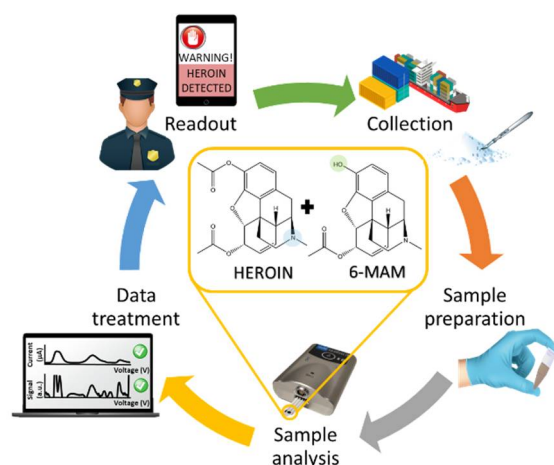 WARNING!
HEROIN
DETECTED
Readout
Collection
O
O
H
N
O
O
O
HEROIN
+
HO
O
H
N
O
O
6-MAM
Data
treatment
Sample
preparation
Current
(µA)
Voltage (V)
Signal
(a.u.)
Voltage (V)
Sample
analysis